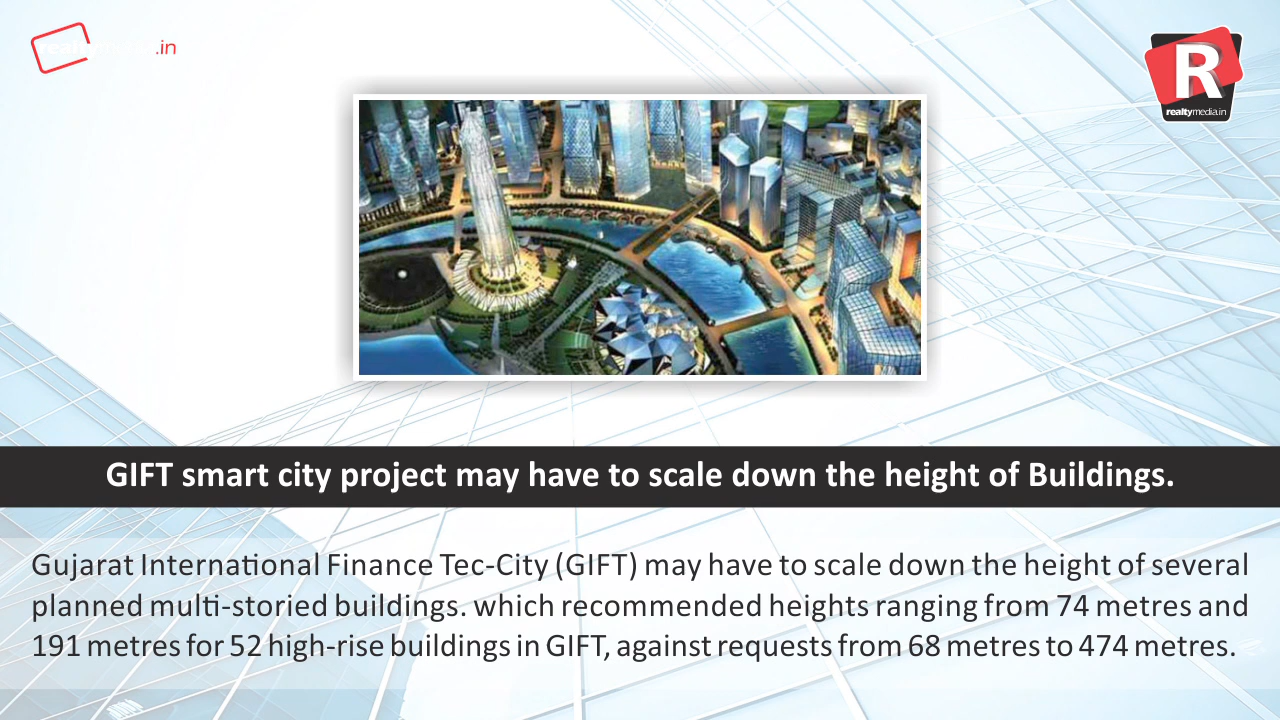 realtymedia.in
R
realtymedia.in
GIFT smart city project may have to scale down the height of Buildings.
Gujarat International Finance Tec-City (GIFT) may have to scale down the height of several
planned multi-storied buildings. which recommended heights ranging from 74 metres and
191 metres for 52 high-rise buildings in GIFT, against requests from 68 metres to 474 metres.